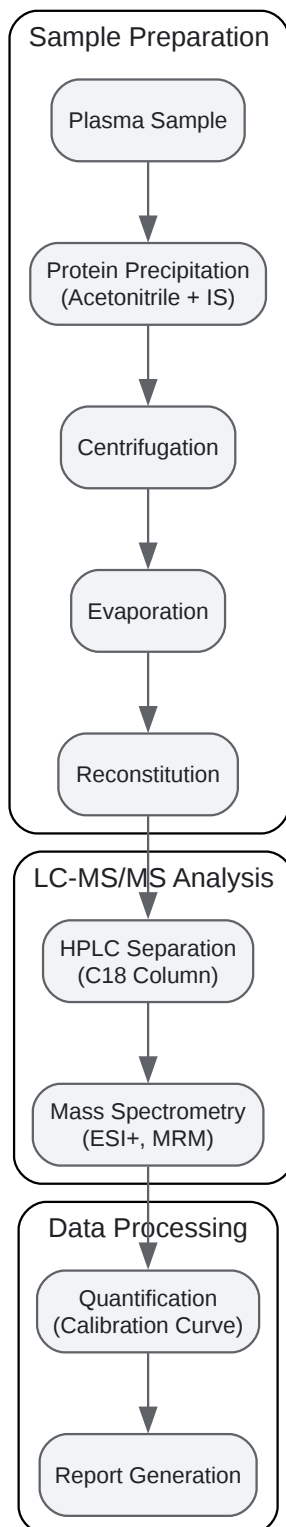 Sample Preparation
Plasma Sample
Protein Precipitation
(Acetonitrile + IS)
Centrifugation
Evaporation
Reconstitution
LC-MS/MS Analysis
HPLC Separation
(C18 Column)
Mass Spectrometry
(ESI+, MRM)
Data Processing
Quantification
(Calibration Curve)
Report Generation